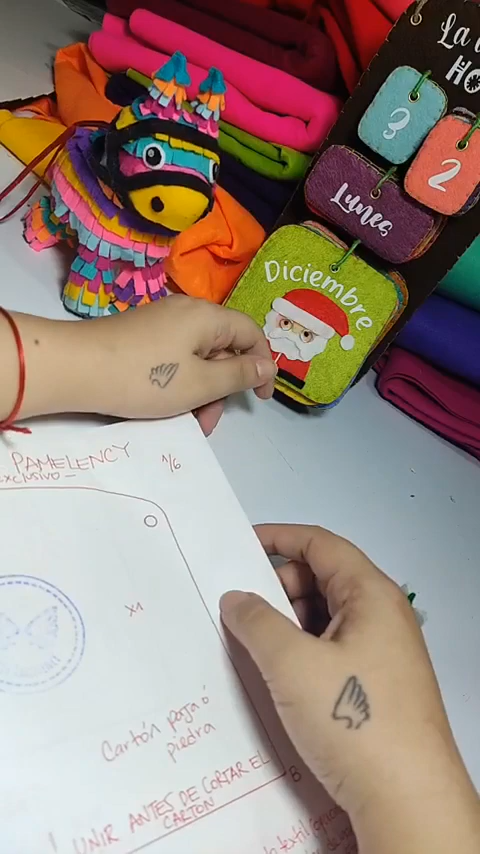 La
Ho
3
2
Lunes
Diciembre
PAMELENCY
1/6
EXCLUSIVO
X1
Cartón paja ó
piedra
UNIR ANTES DE CORTAR EL
CARTON
B